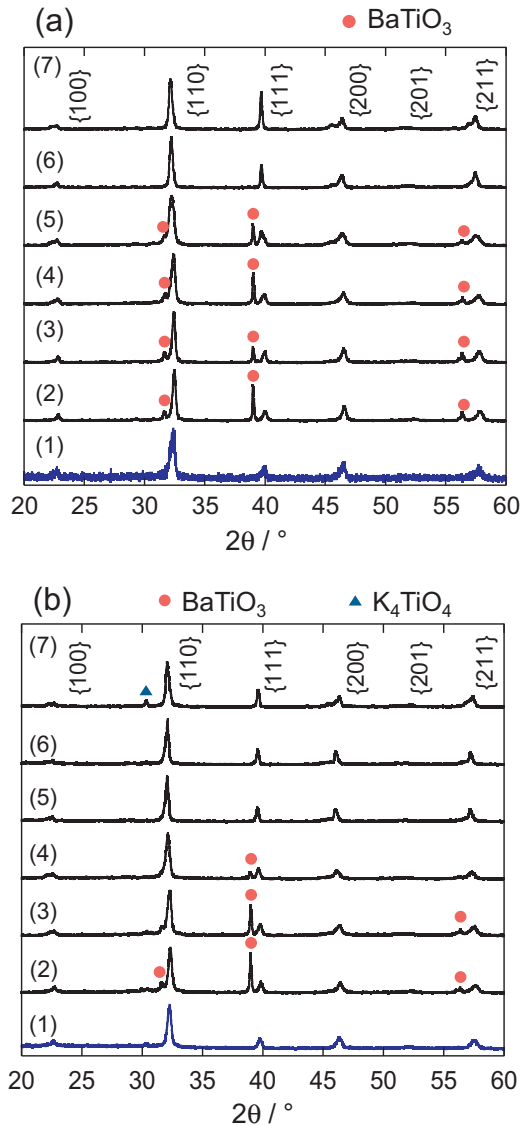 (a)
BaTiO₃
(7)
{100}
{110}
{111}
{200}
{201}
{211}
(6)
(5)
(4)
(3)
(2)
(1)
20 25 30 35 40 45 50 55 60
2θ / °
(b)
BaTiO₃
K₄TiO₄
(7)
{100}
{110}
{111}
{200}
{201}
{211}
(6)
(5)
(4)
(3)
(2)
(1)
20 25 30 35 40 45 50 55 60
2θ / °